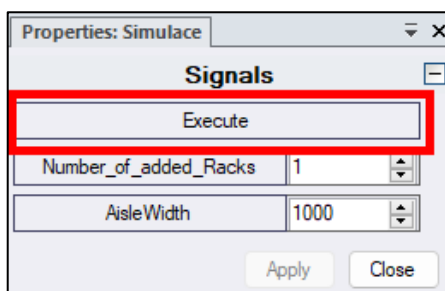 Properties: Simulace
Signals
Execute
Number_of_added_Racks 1
AisleWidth 1000
Apply Close